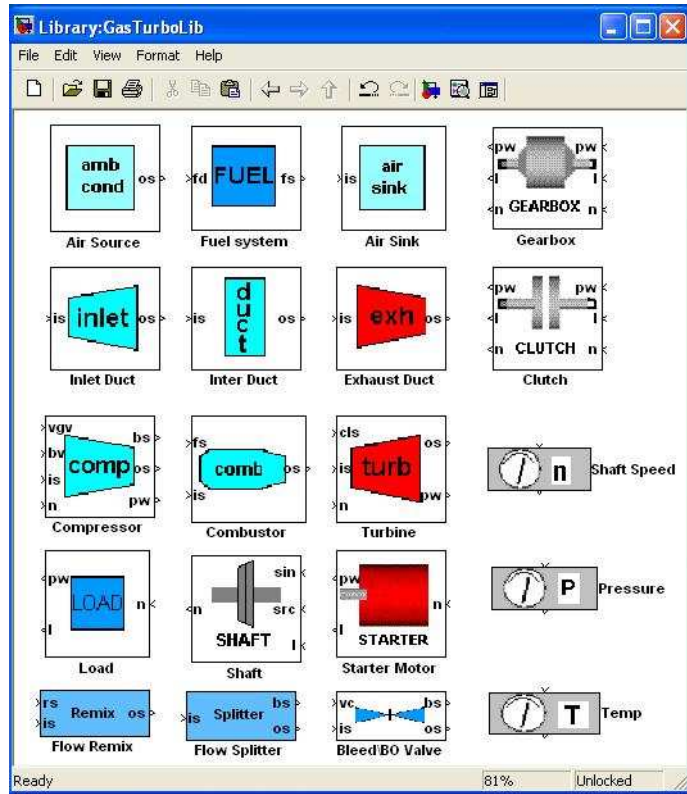 Library:GasTurboLib
File Edit View Format Help
amb cond os
Air Source
fd FUEL fs
Fuel system
is air sink
Air Sink
pw pw
l l
n GEARBOX n
Gearbox
is inlet os
Inlet Duct
is duct os
Inter Duct
is exh os
Exhaust Duct
pw pw
l l
n CLUTCH n
Clutch
vgv bs
bv comp os
is
n pw
Compressor
fs
comb os
is
Combustor
cls os
is turb
n pw
Turbine
n Shaft Speed
pw
LOAD n
l
Load
sin
n src
SHAFT l
Shaft
pw
n
l STARTER
Starter Motor
P Pressure
rs Remix os
is
Flow Remix
bs
is Splitter os
Flow Splitter
vc bs
is os
Bleed\BO Valve
T Temp
Ready 81% Unlocked